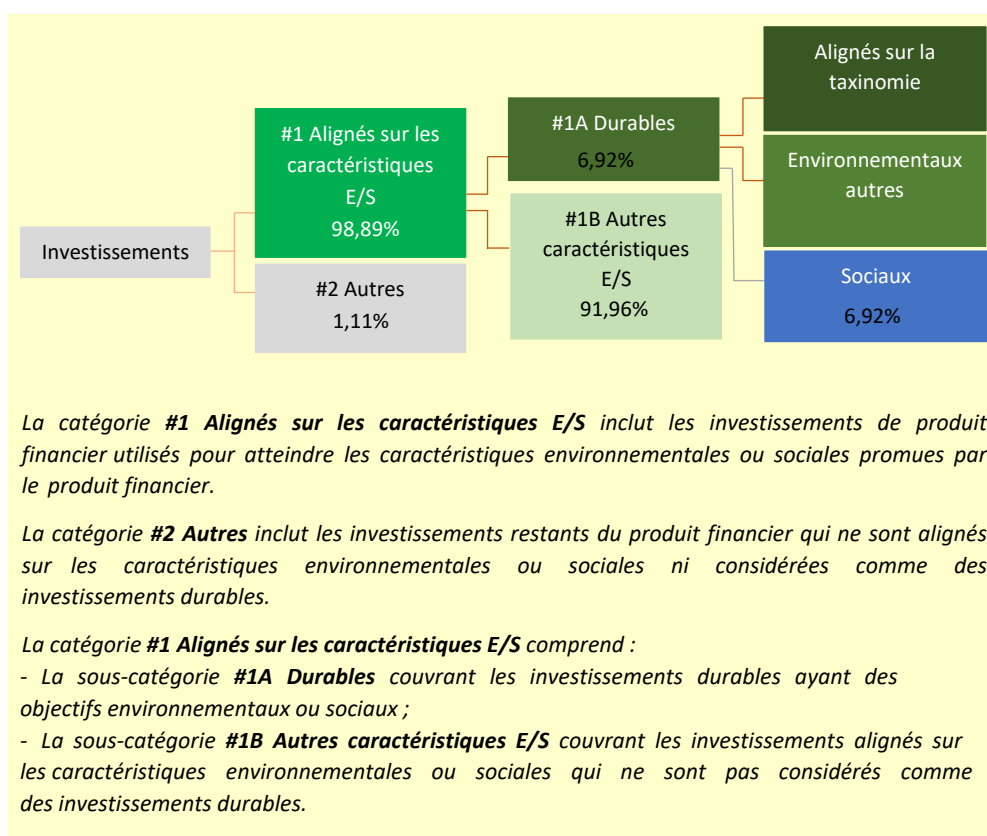 Investissements
#1 Alignés sur les
caractéristiques
E/S
98,89%
#2 Autres
1,11%
#1A Durables
6,92%
#1B Autres
caractéristiques
E/S
91,96%
Alignés sur la
taxinomie
Environnementaux
autres
Sociaux
6,92%
La catégorie #1 Alignés sur les caractéristiques E/S inclut les investissements de produit
financier utilisés pour atteindre les caractéristiques environnementales ou sociales promues par
le produit financier.
La catégorie #2 Autres inclut les investissements restants du produit financier qui ne sont alignés
sur les caractéristiques environnementales ou sociales ni considérées comme des
investissements durables.
La catégorie #1 Alignés sur les caractéristiques E/S comprend :
- La sous-catégorie #1A Durables couvrant les investissements durables ayant des
objectifs environnementaux ou sociaux ;
- La sous-catégorie #1B Autres caractéristiques E/S couvrant les investissements alignés sur
les caractéristiques environnementales ou sociales qui ne sont pas considérés comme
des investissements durables.